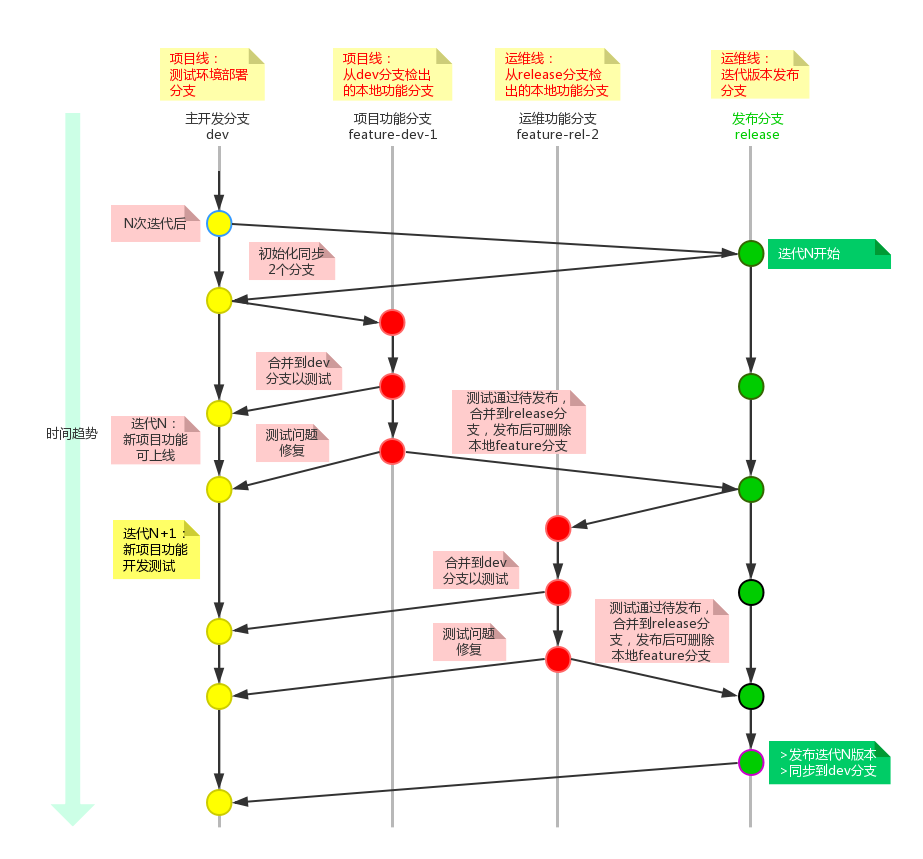 项目线：
测试环境部署
分支
项目线：
从dev分支检出
的本地功能分支
运维线：
从release分支检
出的本地功能分支
运维线：
迭代版本发布
分支
主开发分支
dev
项目功能分支
feature-dev-1
运维功能分支
feature-rel-2
发布分支
release
N次迭代后
初始化同步
2个分支
迭代N开始
合并到dev
分支以测试
测试通过待发布，
合并到release分
支，发布后可删除
本地feature分支
时间趋势
迭代N：
新项目功能
可上线
测试问题
修复
迭代N+1：
新项目功能
开发测试
合并到dev
分支以测试
测试通过待发布，
合并到release分
支，发布后可删除
本地feature分支
测试问题
修复
>发布迭代N版本
>同步到dev分支